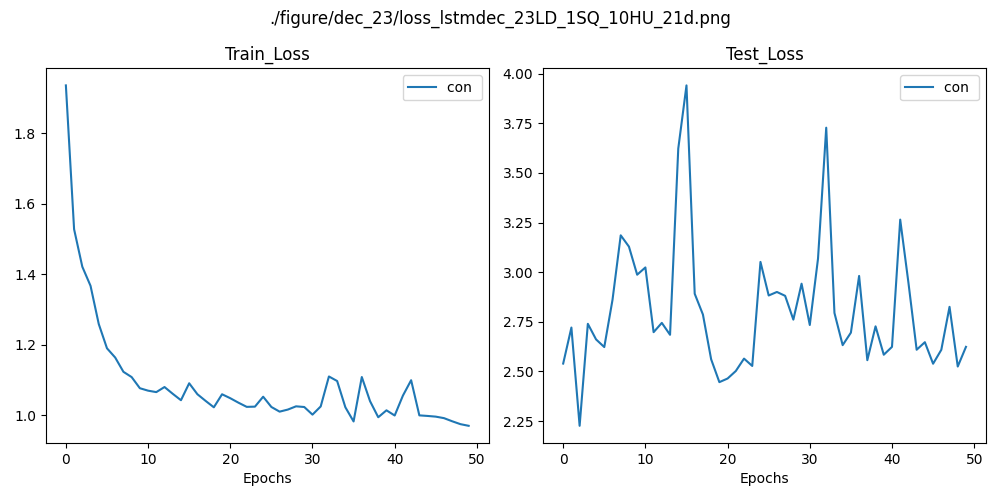 ./figure/dec_23/loss_lstmdec_23LD_1SQ_10HU_21d.png
Train_Loss
con
1.8
1.6
1.4
1.2
1.0
0 10 20 30 40 50
Epochs
Test_Loss
con
4.00
3.75
3.50
3.25
3.00
2.75
2.50
2.25
0 10 20 30 40 50
Epochs